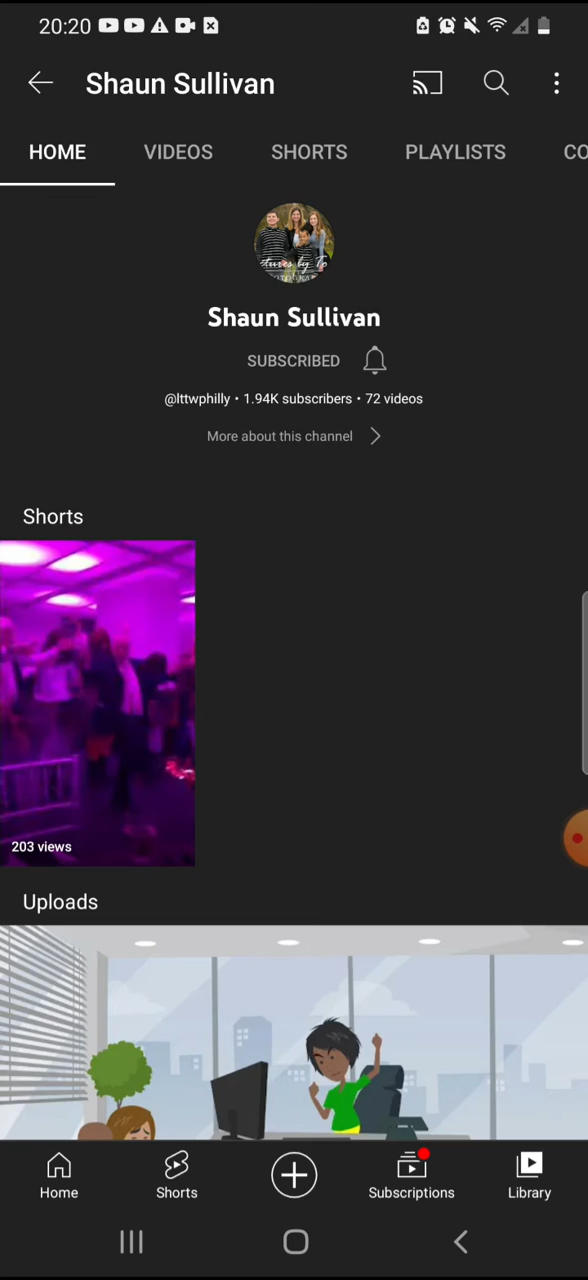 20:20
Shaun Sullivan
HOME VIDEOS SHORTS PLAYLISTS CO
Shaun Sullivan
SUBSCRIBED
@lttwphilly • 1.94K subscribers • 72 videos
More about this channel
Shorts
203 views
Uploads
Home Shorts Subscriptions Library